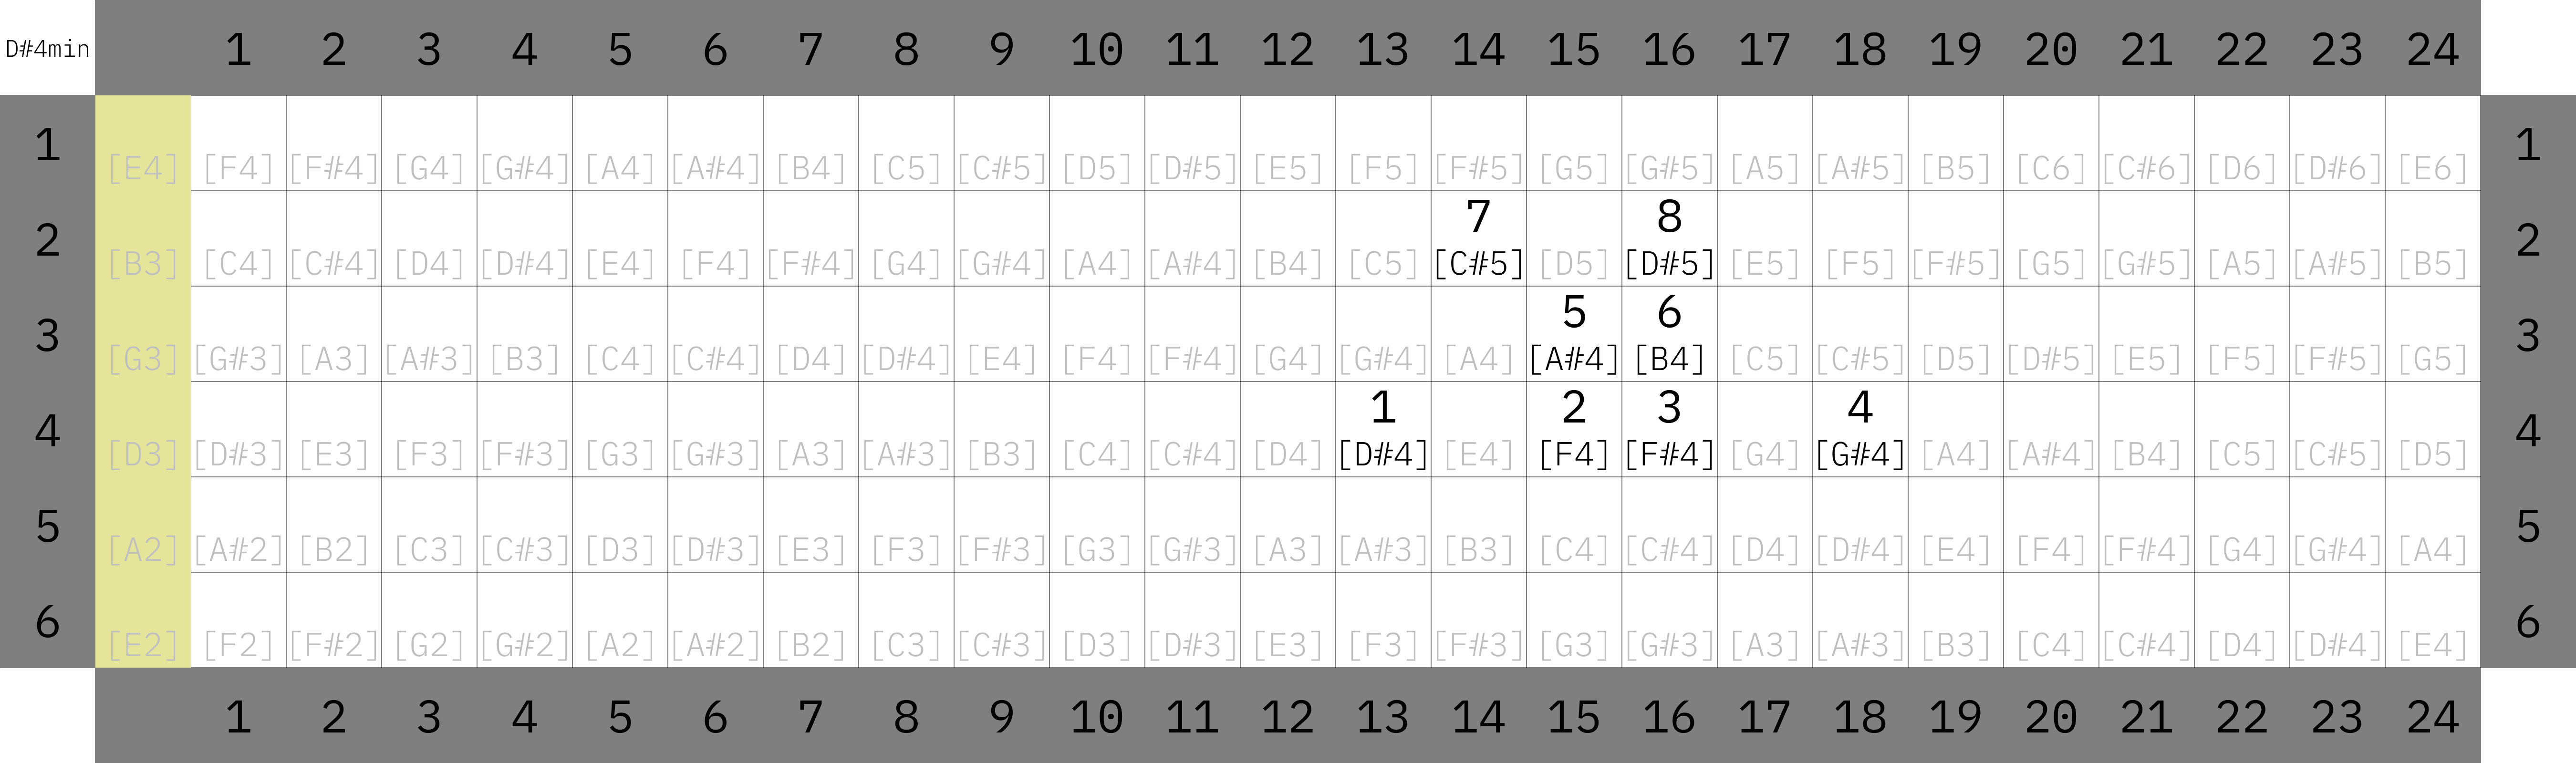 D#4min 1 2 3 4 5 6 7 8 9 10 11 12 13 14 15 16 17 18 19 20 21 22 23 24
1 [E4] [F4] [F#4] [G4] [G#4] [A4] [A#4] [B4] [C5] [C#5] [D5] [D#5] [E5] [F5] [F#5] [G5] [G#5] [A5] [A#5] [B5] [C6] [C#6] [D6] [D#6] [E6] 1
7 8
2 [B3] [C4] [C#4] [D4] [D#4] [E4] [F4] [F#4] [G4] [G#4] [A4] [A#4] [B4] [C5] [C#5] [D5] [D#5] [E5] [F5] [F#5] [G5] [G#5] [A5] [A#5] [B5] 2
5 6
3 [G3] [G#3] [A3] [A#3] [B3] [C4] [C#4] [D4] [D#4] [E4] [F4] [F#4] [G4] [G#4] [A4] [A#4] [B4] [C5] [C#5] [D5] [D#5] [E5] [F5] [F#5] [G5] 3
1 2 3 4
4 [D3] [D#3] [E3] [F3] [F#3] [G3] [G#3] [A3] [A#3] [B3] [C4] [C#4] [D4] [D#4] [E4] [F4] [F#4] [G4] [G#4] [A4] [A#4] [B4] [C5] [C#5] [D5] 4
5 [A2] [A#2] [B2] [C3] [C#3] [D3] [D#3] [E3] [F3] [F#3] [G3] [G#3] [A3] [A#3] [B3] [C4] [C#4] [D4] [D#4] [E4] [F4] [F#4] [G4] [G#4] [A4] 5
6 [E2] [F2] [F#2] [G2] [G#2] [A2] [A#2] [B2] [C3] [C#3] [D3] [D#3] [E3] [F3] [F#3] [G3] [G#3] [A3] [A#3] [B3] [C4] [C#4] [D4] [D#4] [E4] 6
1 2 3 4 5 6 7 8 9 10 11 12 13 14 15 16 17 18 19 20 21 22 23 24